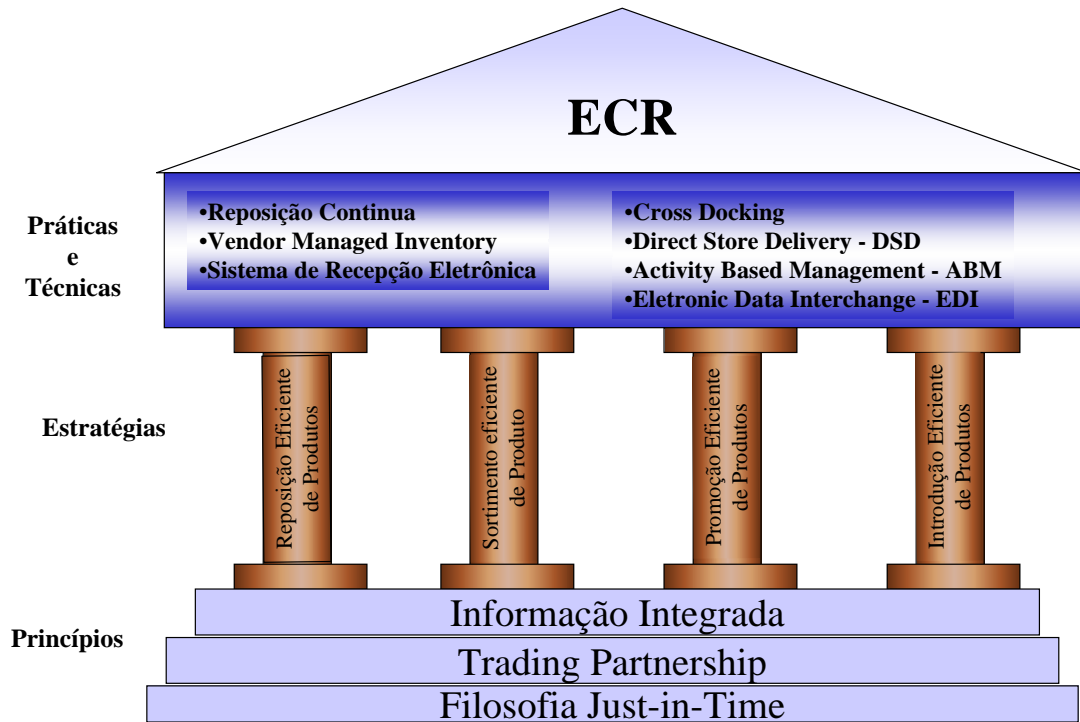 ECR
Práticas
e
Técnicas
•Reposição Continua
•Vendor Managed Inventory
•Sistema de Recepção Eletrônica
•Cross Docking
•Direct Store Delivery - DSD
•Activity Based Management - ABM
•Eletronic Data Interchange - EDI
Estratégias
Reposição Eficiente
de Produtos
Sortimento eficiente
de Produto
Promoção Eficiente
de Produtos
Introdução Eficiente
de Produtos
Princípios
Informação Integrada
Trading Partnership
Filosofia Just-in-Time